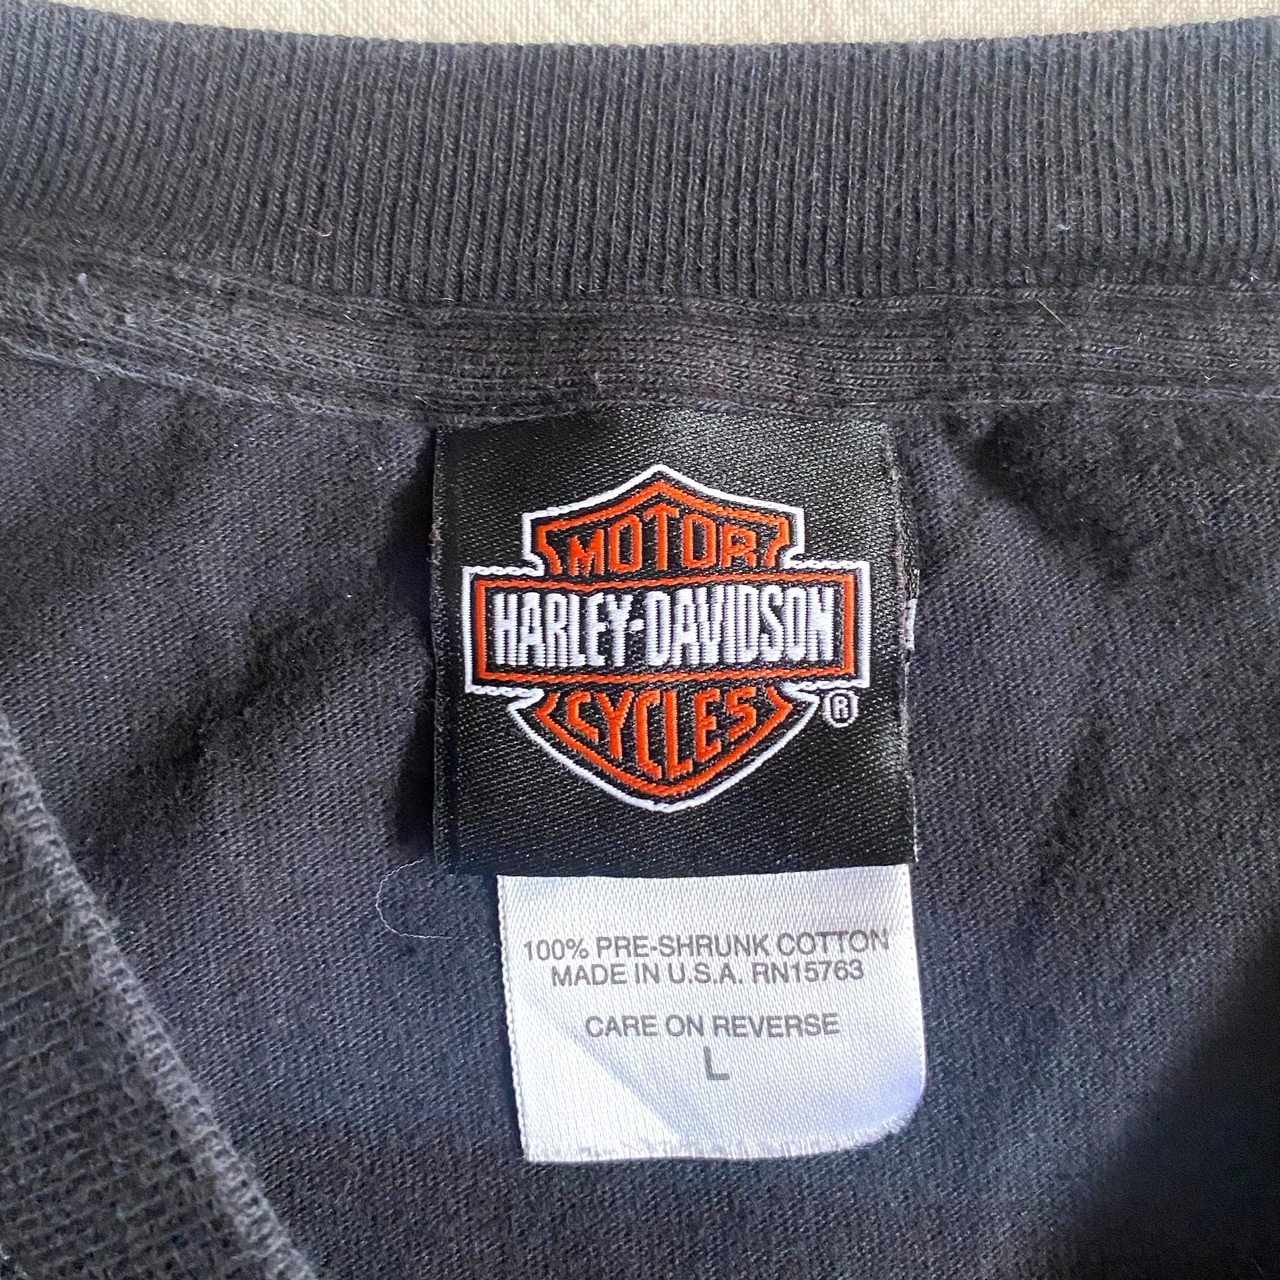 MOTOR
HARLEY-DAVIDSON
CYCLES
®
100% PRE-SHRUNK COTTON
MADE IN U.S.A. RN15763
CARE ON REVERSE
L